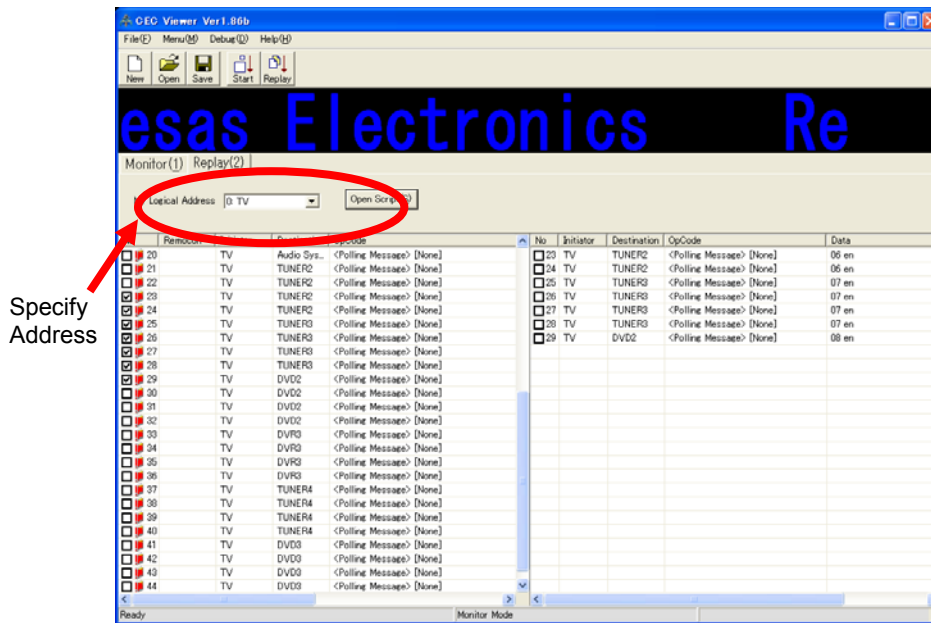 CEC Viewer Ver1.86b
File(F) Menu(M) Debug(D) Help(H)
New Open Save Start Replay
esas Electronics Re
Monitor(1) Replay(2)
Logical Address 0: TV Open Script(S)
Remocon OpCode No Initiator Destination OpCode Data
20 TV Audio Sys... <Polling Message> [None] 23 TV TUNER2 <Polling Message> [None] 06 en
21 TV TUNER2 <Polling Message> [None] 24 TV TUNER2 <Polling Message> [None] 06 en
22 TV TUNER2 <Polling Message> [None] 25 TV TUNER3 <Polling Message> [None] 07 en
23 TV TUNER2 <Polling Message> [None] 26 TV TUNER3 <Polling Message> [None] 07 en
24 TV TUNER2 <Polling Message> [None] 27 TV TUNER3 <Polling Message> [None] 07 en
25 TV TUNER3 <Polling Message> [None] 28 TV TUNER3 <Polling Message> [None] 07 en
26 TV TUNER3 <Polling Message> [None] 29 TV DVD2 <Polling Message> [None] 08 en
27 TV TUNER3 <Polling Message> [None]
28 TV TUNER3 <Polling Message> [None]
29 TV DVD2 <Polling Message> [None]
30 TV DVD2 <Polling Message> [None]
31 TV DVD2 <Polling Message> [None]
32 TV DVD2 <Polling Message> [None]
33 TV DVR3 <Polling Message> [None]
34 TV DVR3 <Polling Message> [None]
35 TV DVR3 <Polling Message> [None]
36 TV DVR3 <Polling Message> [None]
37 TV TUNER4 <Polling Message> [None]
38 TV TUNER4 <Polling Message> [None]
39 TV TUNER4 <Polling Message> [None]
40 TV TUNER4 <Polling Message> [None]
41 TV DVD3 <Polling Message> [None]
42 TV DVD3 <Polling Message> [None]
43 TV DVD3 <Polling Message> [None]
44 TV DVD3 <Polling Message> [None]
Ready Monitor Mode
Specify
Address